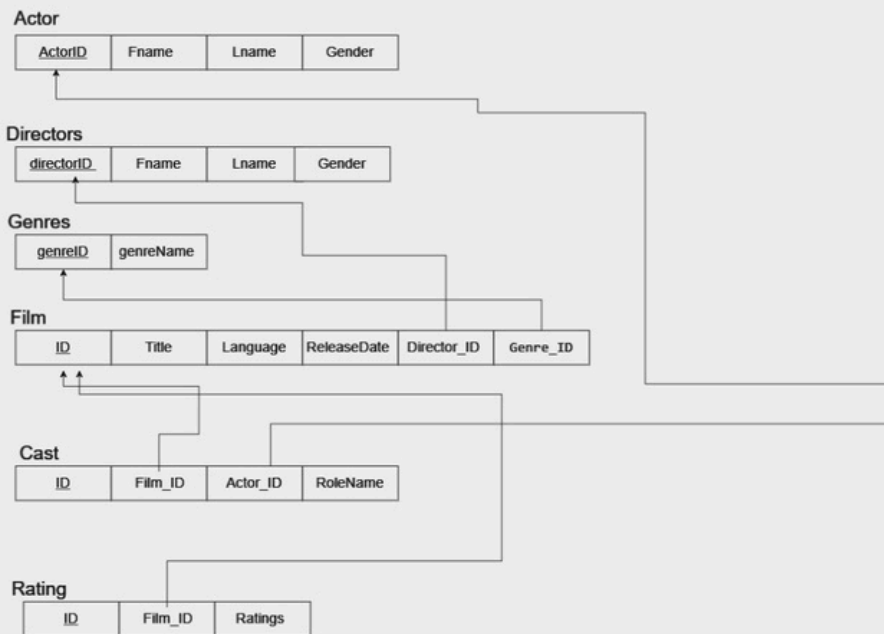 Actor
ActorID Fname Lname Gender
Directors
directorID Fname Lname Gender
Genres
genreID genreName
Film
ID Title Language ReleaseDate Director_ID Genre_ID
Cast
ID Film_ID Actor_ID RoleName
Rating
ID Film_ID Ratings